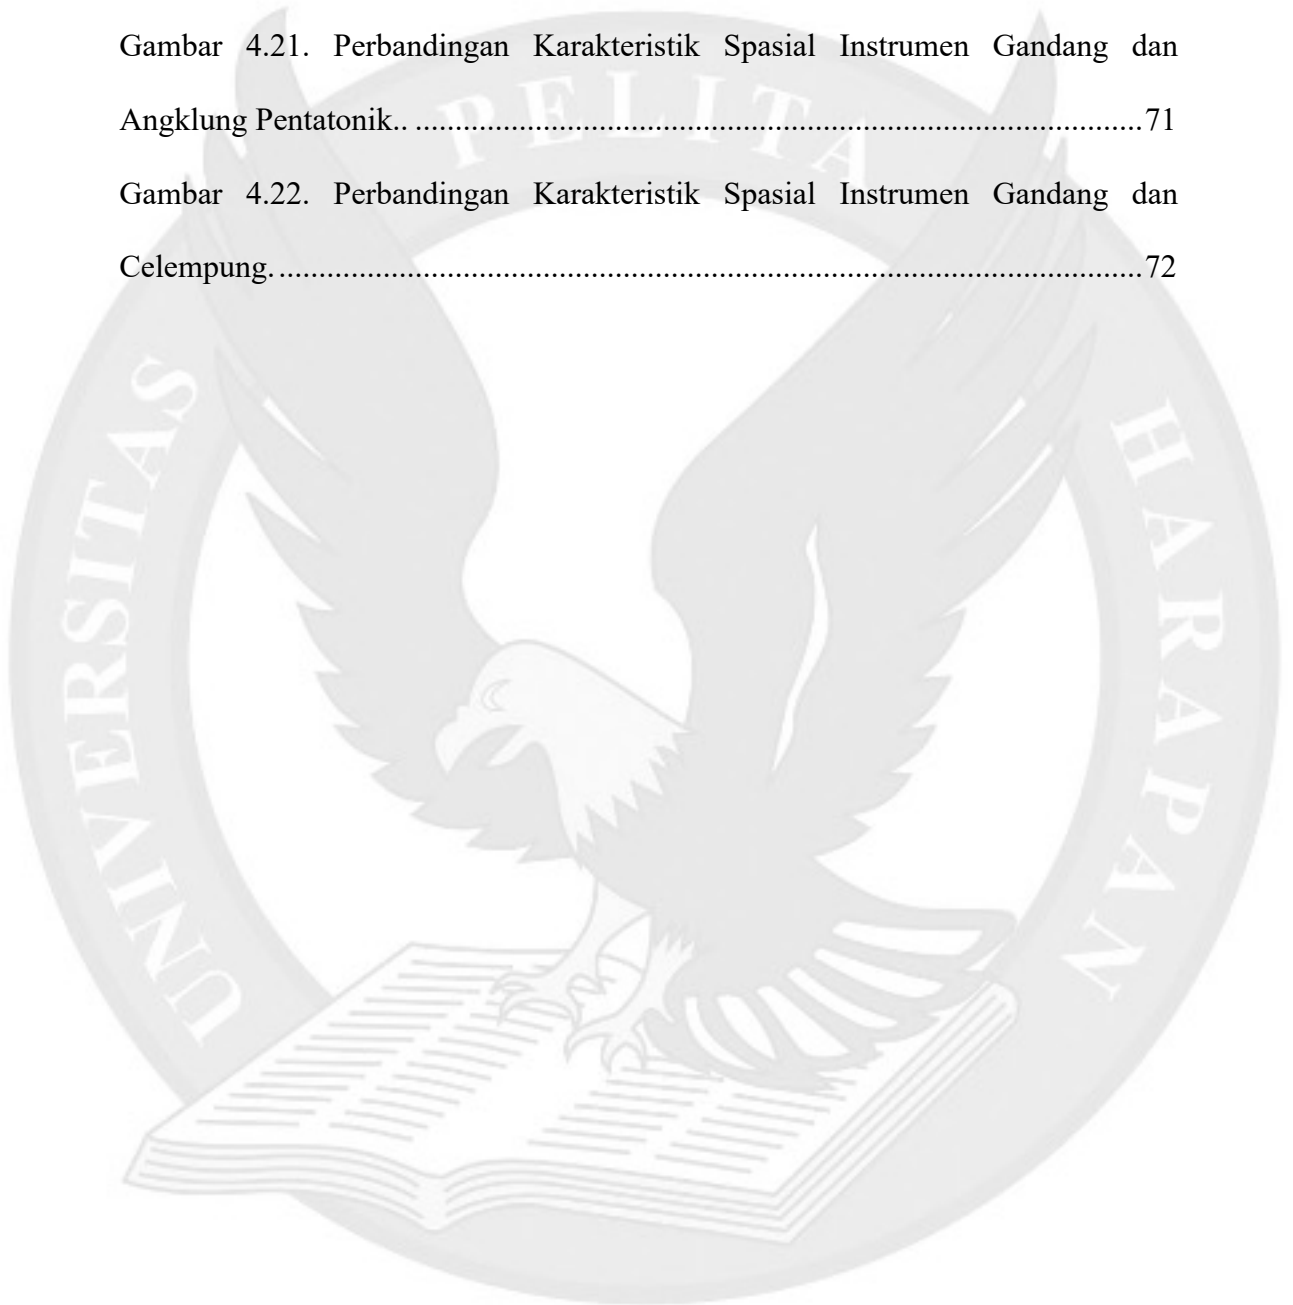 Gambar 4.21. Perbandingan Karakteristik Spasial Instrumen Gandang dan
Angklung Pentatonik.. ............................................................................................71
Gambar 4.22. Perbandingan Karakteristik Spasial Instrumen Gandang dan
Celempung. .............................................................................................................72
UNIVERSITAS PELITA HARAPAN